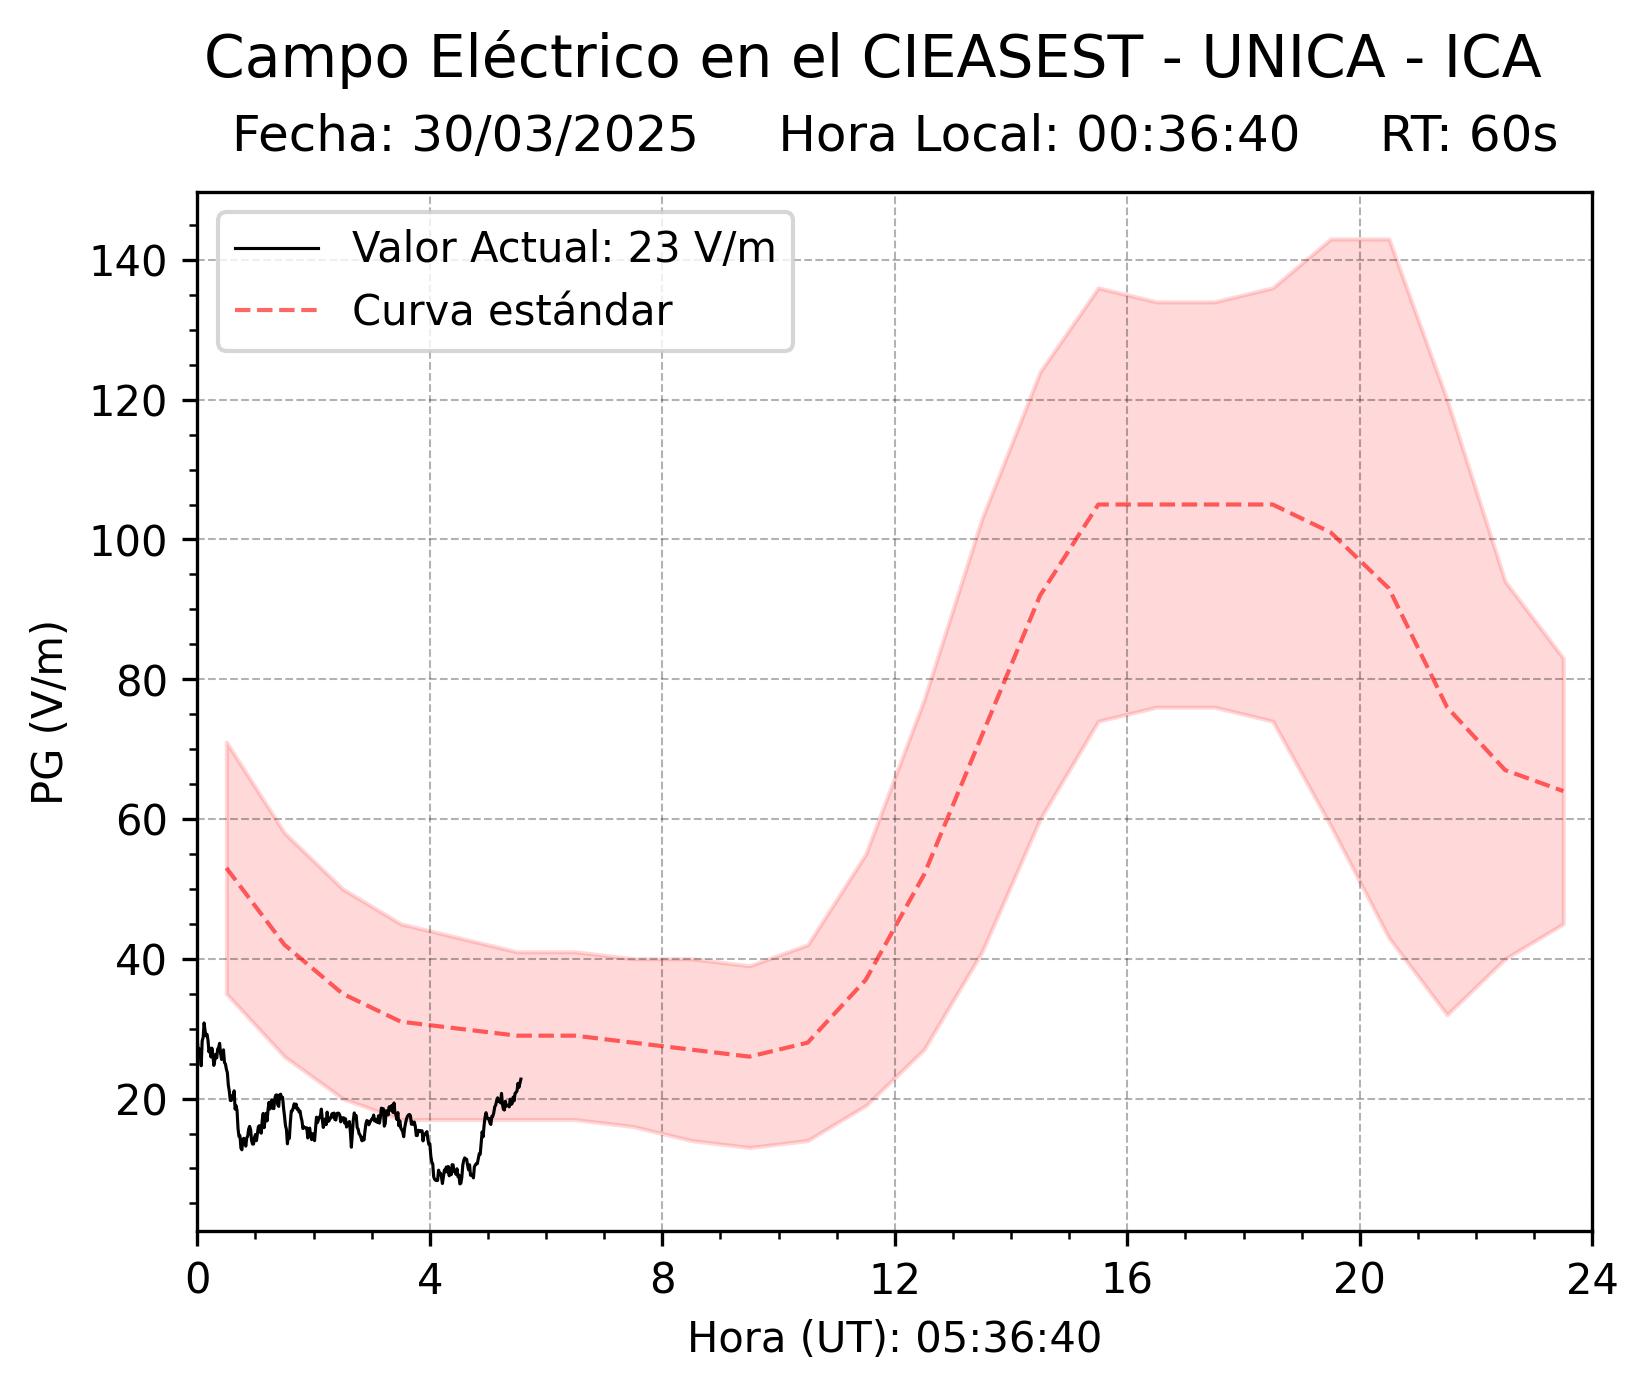 Campo Eléctrico en el CIEASEST - UNICA - ICA
Fecha: 30/03/2025 Hora Local: 00:36:40 RT: 60s
Valor Actual: 23 V/m
Curva estándar
PG (V/m)
140
120
100
80
60
40
20
0 4 8 12 16 20 24
Hora (UT): 05:36:40